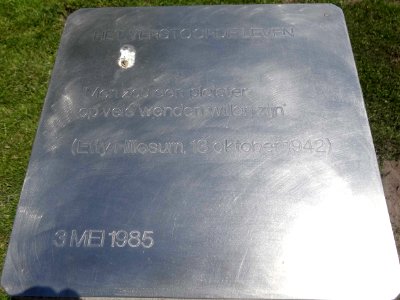 HET VERSTOORDE LEVEN
"Men zou een pleister
op vele wonden willen zijn"
(Etty Hillesum, 13 oktober 1942)
3 MEI 1985